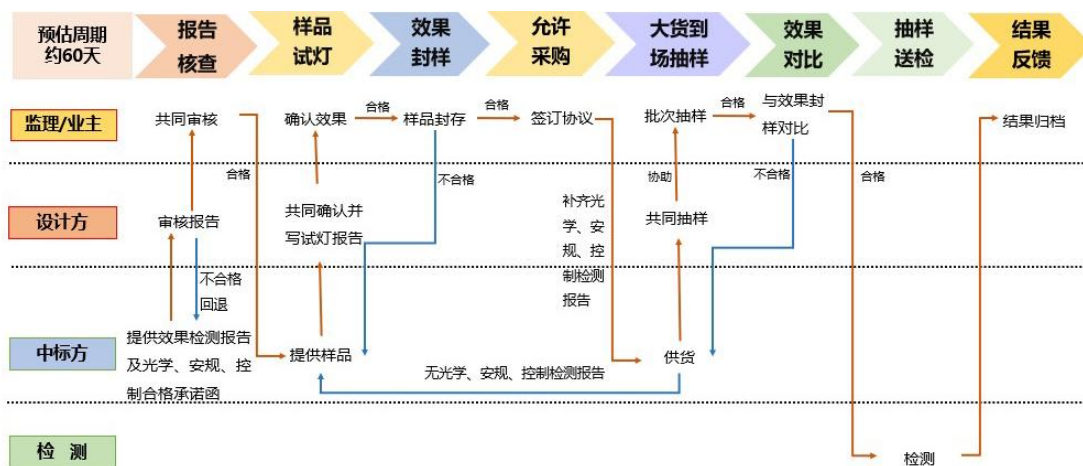 预估周期
约60天
报告
核查
样品
试灯
效果
封样
允许
采购
大货到
场抽样
效果
对比
抽样
送检
结果
反馈
监理/业主
共同审核
确认效果
合格
样品封存
合格
签订协议
批次抽样
合格
与效果封
样对比
结果归档
合格
不合格
协助
不合格
合格
设计方
审核报告
共同确认并
写试灯报告
补齐光
学、安
规、控
制检测
报告
共同抽样
不合格
回退
中标方
提供效果检测报告
及光学、安规、控
制合格承诺函
提供样品
无光学、安规、控制检测报告
供货
检 测
检测